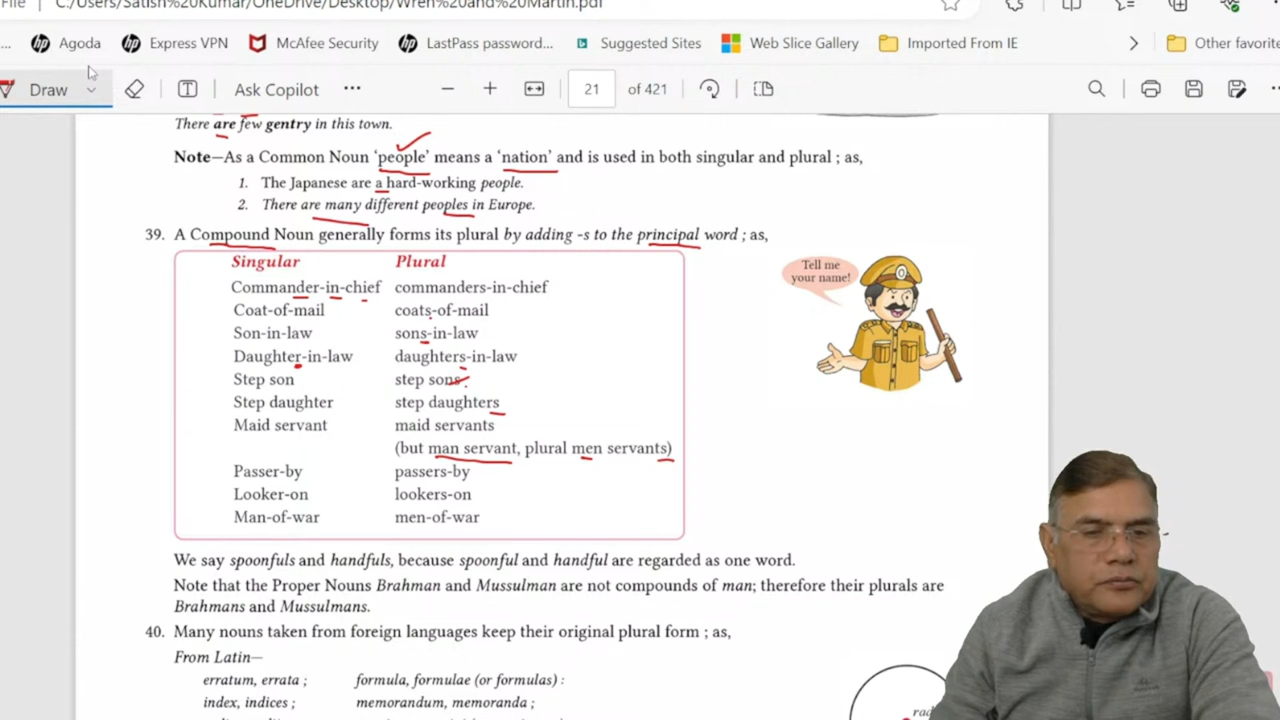 File C:/Users/Satish%20Kumar/OneDrive/Desktop/Wren%20and%20Martin.pdf
... Agoda Express VPN McAfee Security LastPass password... Suggested Sites Web Slice Gallery Imported From IE Other favorite
Draw Ask Copilot ... 21 of 421
There are few gentry in this town.
Note—As a Common Noun ‘people’ means a ‘nation’ and is used in both singular and plural ; as,
1. The Japanese are a hard-working people.
2. There are many different peoples in Europe.
39. A Compound Noun generally forms its plural by adding -s to the principal word ; as,
Singular Plural
Commander-in-chief commanders-in-chief
Coat-of-mail coats-of-mail
Son-in-law sons-in-law
Daughter-in-law daughters-in-law
Step son step sons
Step daughter step daughters
Maid servant maid servants
(but man servant, plural men servants)
Passer-by passers-by
Looker-on lookers-on
Man-of-war men-of-war
Tell me
your name!
We say spoonfuls and handfuls, because spoonful and handful are regarded as one word.
Note that the Proper Nouns Brahman and Mussulman are not compounds of man; therefore their plurals are
Brahmans and Mussulmans.
40. Many nouns taken from foreign languages keep their original plural form ; as,
From Latin—
erratum, errata ; formula, formulae (or formulas) :
index, indices ; memorandum, memoranda ;